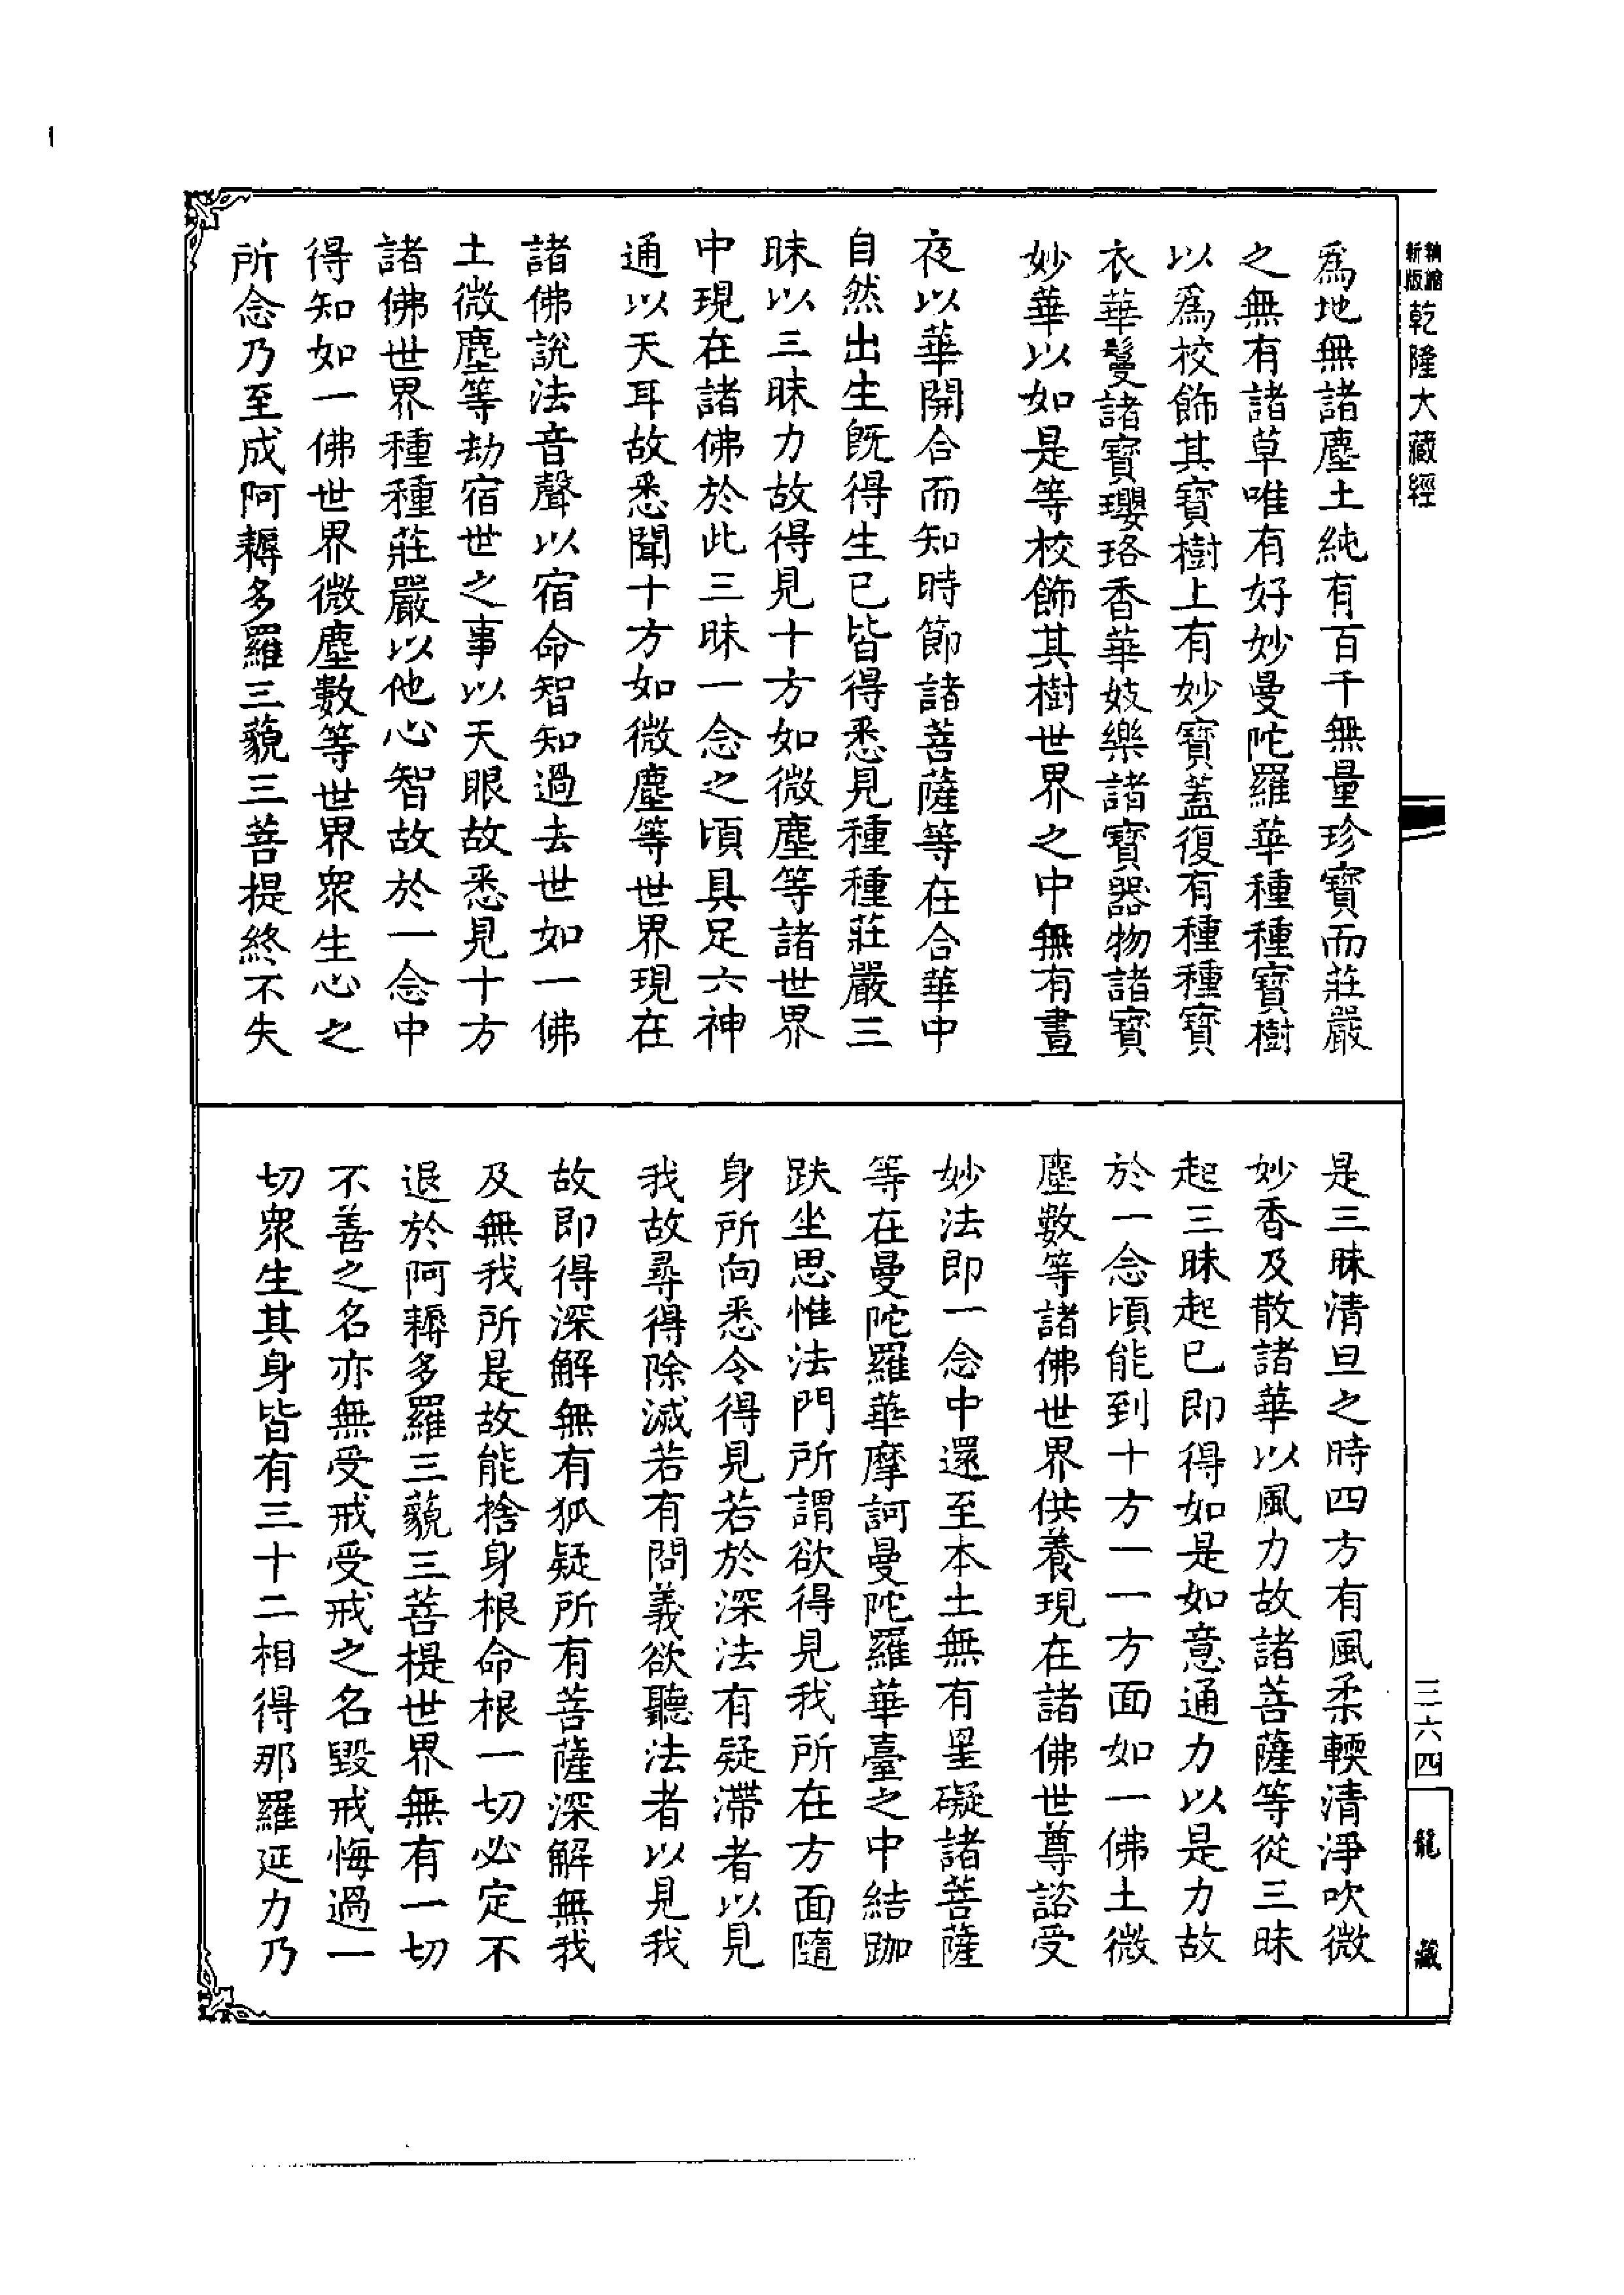 新版
乾隆大藏經
爲地無諸塵土純有百千無量珍寶而莊嚴
之無有諸草唯有好妙曼陀羅華種種寶樹
以爲校飾其寶樹上有妙寶蓋復有種種寶
衣華鬘諸寶瓔珞香華妓樂諸寶器物諸寶
妙華以如是等校飾其樹世界之中無有晝
夜以華開合而知時節諸菩薩等在合華中
自然出生既得生已皆得悉見種種莊嚴三
昧以三昧力故得見十方如微塵等諸世界
中現在諸佛於此三昧一念之頃具足六神
通以天耳故悉聞十方如微塵等世界現在
諸佛說法音聲以宿命智知過去世如一佛
土微塵等劫宿世之事以天眼故悉見十方
諸佛世界種種莊嚴以他心智故於一念中
得知如一佛世界微塵數等世界衆生心之
所念乃至成阿耨多羅三藐三菩提終不失
是三昧清旦之時四方有風柔輭清淨吹微
妙香及散諸華以風力故諸菩薩等從三昧
起三昧起已即得如是如意通力以是力故
於一念頃能到十方一一方面如一佛土微
塵數等諸佛世界供養現在諸佛世尊諮受
妙法即一念中還至本土無有罣礙諸菩薩
等在曼陀羅華摩訶曼陀羅華臺之中結跏
趺坐思惟法門所謂欲得見我所在方面隨
身所向悉令得見若於深法有疑滯者以見
我故尋得除滅若有問義欲聽法者以見我
故即得深解無有狐疑所有菩薩深解無我
及無我所是故能捨身根命根一切必定不
退於阿耨多羅三藐三菩提世界無有一切
不善之名亦無受戒受戒之名毀戒悔過一
切衆生其身皆有三十二相得那羅延力乃
三六四
龍藏